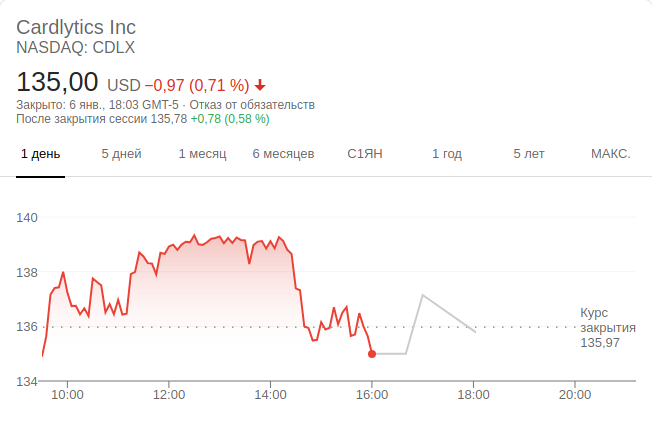 Cardlytics Inc
NASDAQ: CDLX
135,00 USD −0,97 (0,71 %)
Закрыто: 6 янв., 18:03 GMT-5 · Отказ от обязательств
После закрытия сессии 135,78 +0,78 (0,58 %)
1 день 5 дней 1 месяц 6 месяцев С1ЯН 1 год 5 лет МАКС.
140
138
136
134
Курс
закрытия
135,97
10:00 12:00 14:00 16:00 18:00 20:00